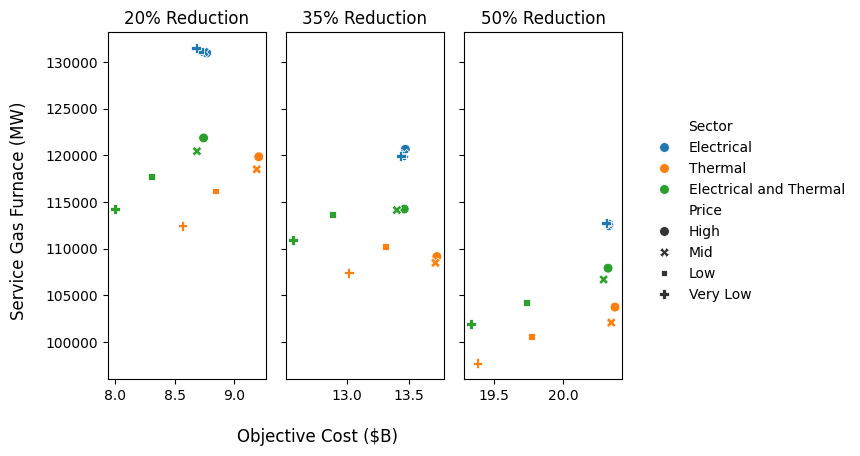 20% Reduction
35% Reduction
50% Reduction
Service Gas Furnace (MW)
130000
125000
120000
115000
110000
105000
100000
8.0
8.5
9.0
13.0
13.5
19.5
20.0
Objective Cost ($B)
Sector
Electrical
Thermal
Electrical and Thermal
Price
High
Mid
Low
Very Low